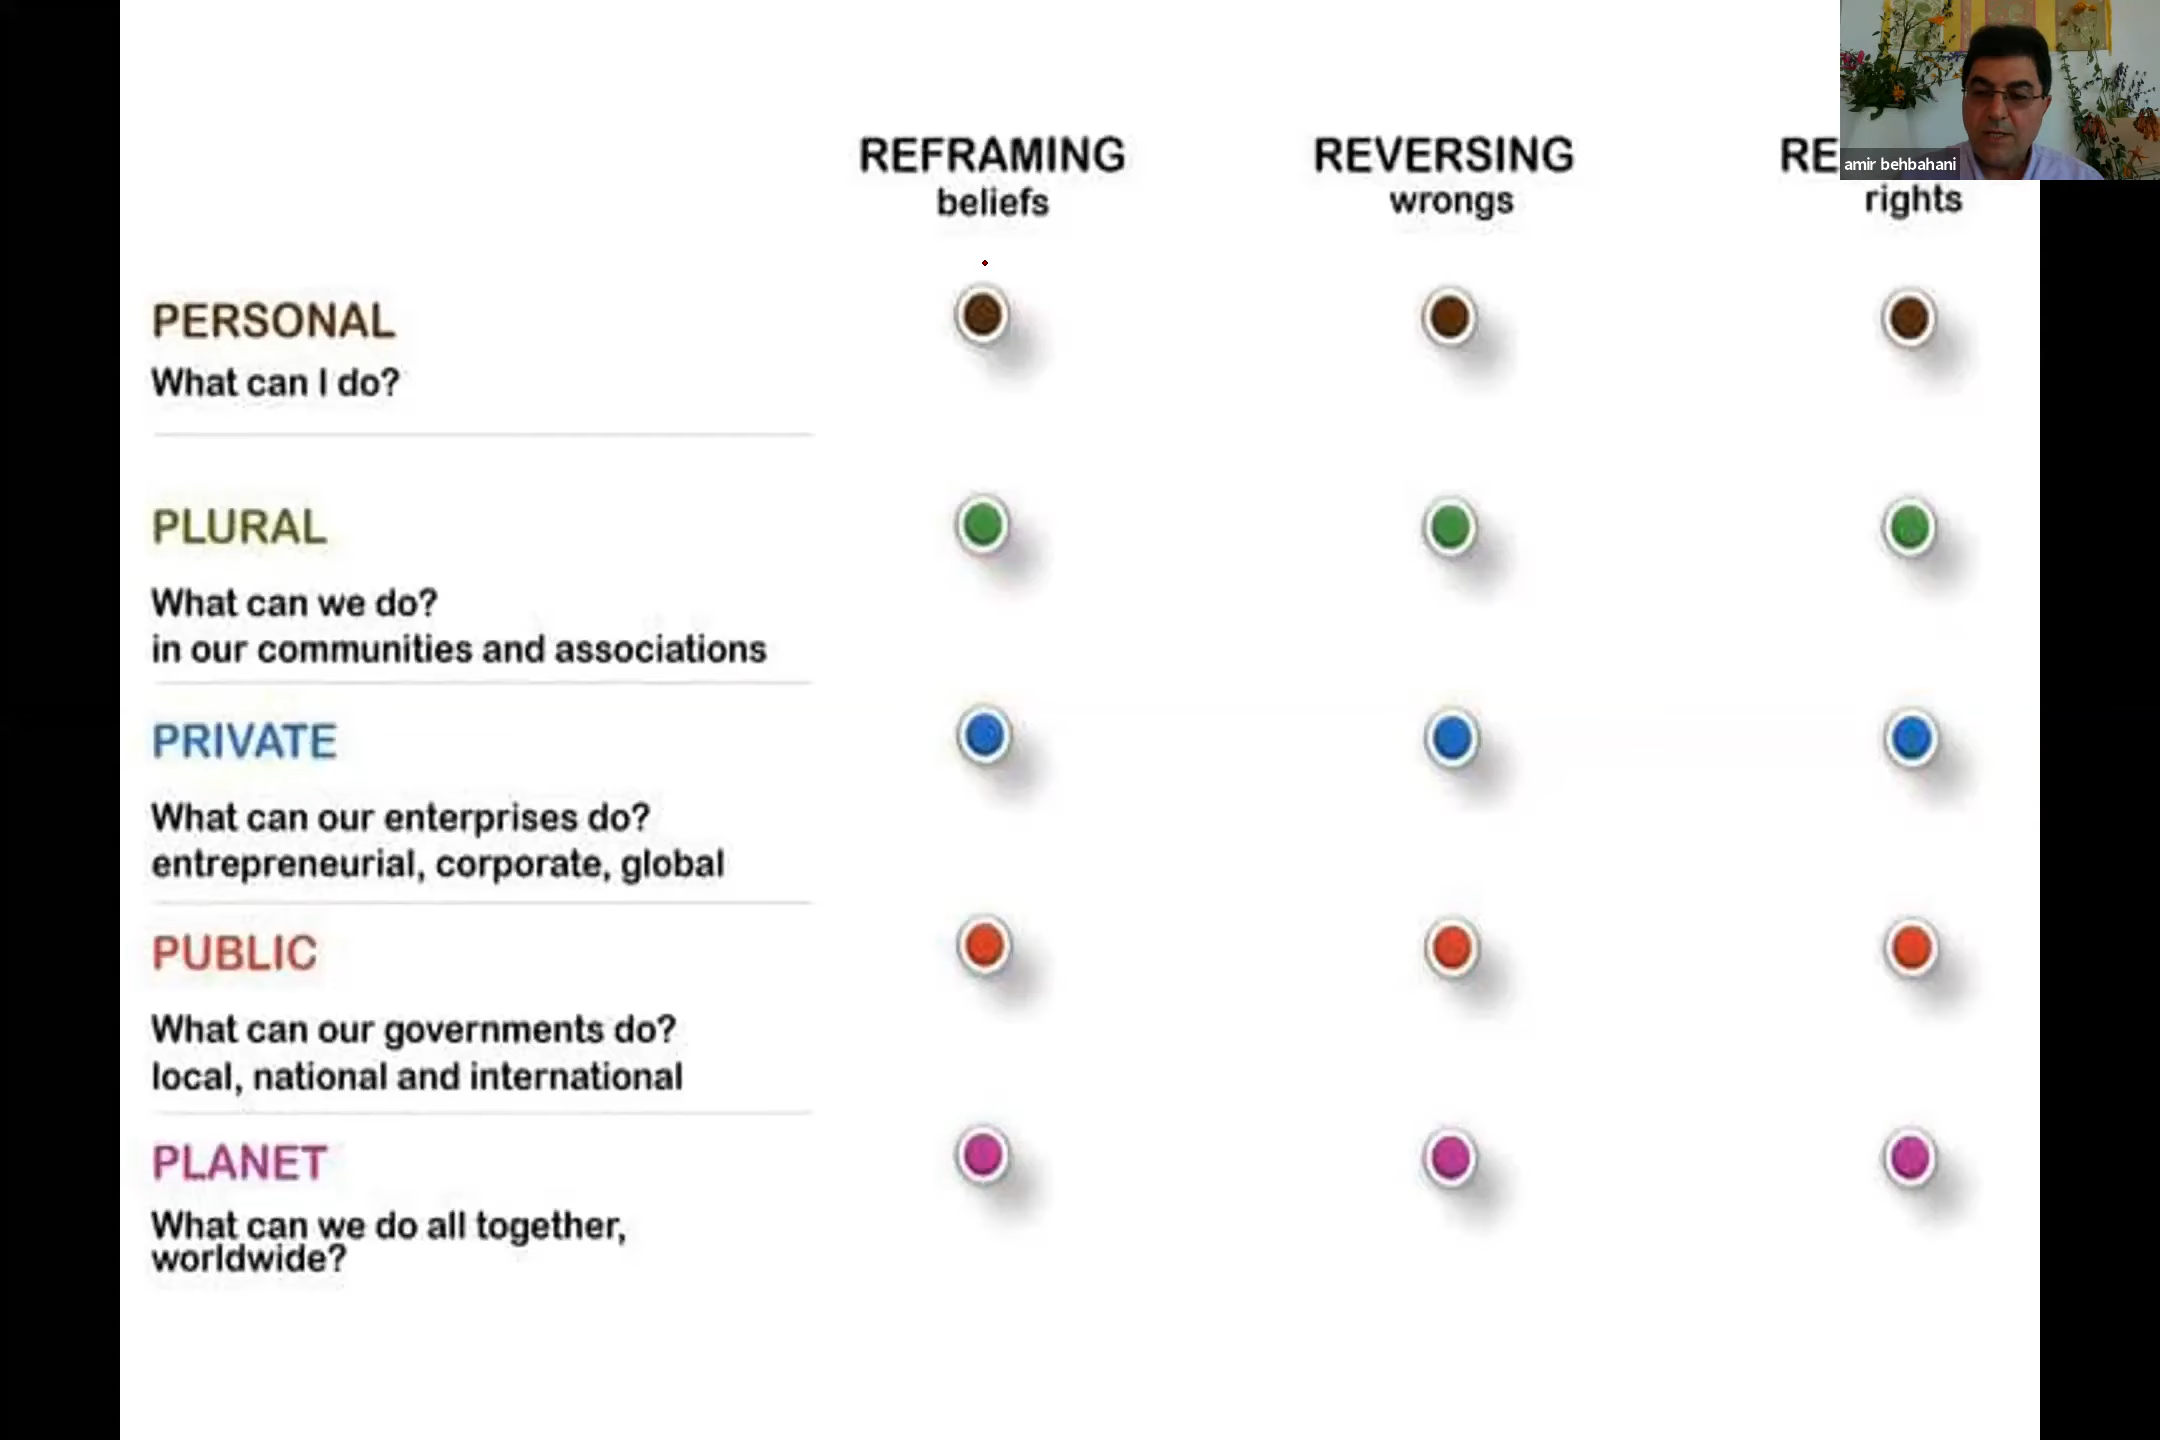 REFRAMING
beliefs
REVERSING
wrongs
RE
rights
amir behbahani
PERSONAL
What can I do?
PLURAL
What can we do?
in our communities and associations
PRIVATE
What can our enterprises do?
entrepreneurial, corporate, global
PUBLIC
What can our governments do?
local, national and international
PLANET
What can we do all together,
worldwide?